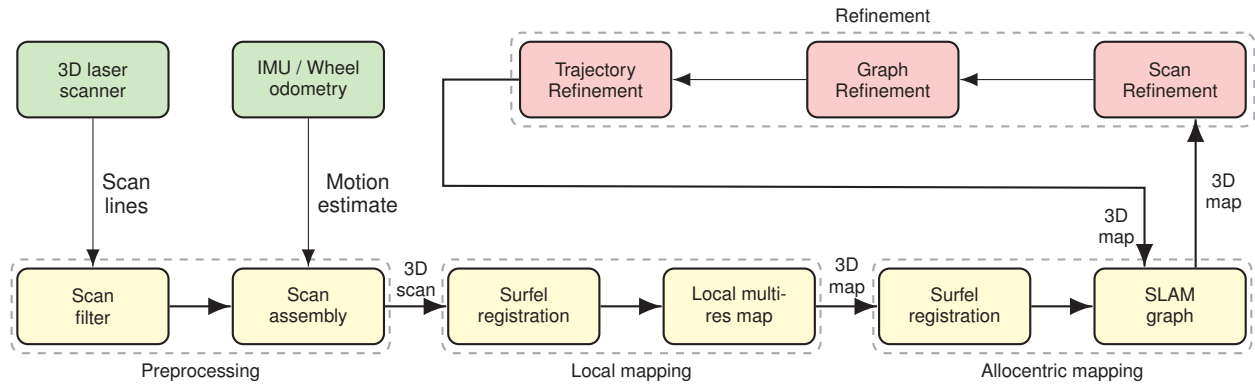 Refinement
3D laser
scanner
IMU / Wheel
odometry
Trajectory
Refinement
Graph
Refinement
Scan
Refinement
Scan
lines
Motion
estimate
3D
map
3D
map
3D
scan
3D
map
Scan
filter
Scan
assembly
Surfel
registration
Local multi-
res map
Surfel
registration
SLAM
graph
Preprocessing
Local mapping
Allocentric mapping